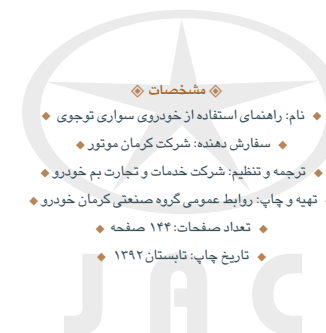 مشخصات
نام: راهنمای استفاده از خودروی سواری توجوی
سفارش دهنده: شرکت کرمان موتور
ترجمه و تنظیم: شرکت خدمات و تجارت بم خودرو
تهیه و چاپ: روابط عمومی گروه صنعتی کرمان خودرو
تعداد صفحات: ۱۴۴ صفحه
تاریخ چاپ: تابستان ۱۳۹۲
JAC